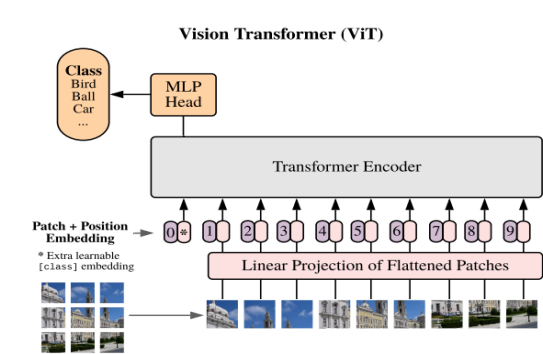 Vision Transformer (ViT)
Class
Bird
Ball
Car
...
MLP
Head
Transformer Encoder
Patch + Position
Embedding
* Extra learnable
[class] embedding
0 * 1 2 3 4 5 6 7 8 9
Linear Projection of Flattened Patches